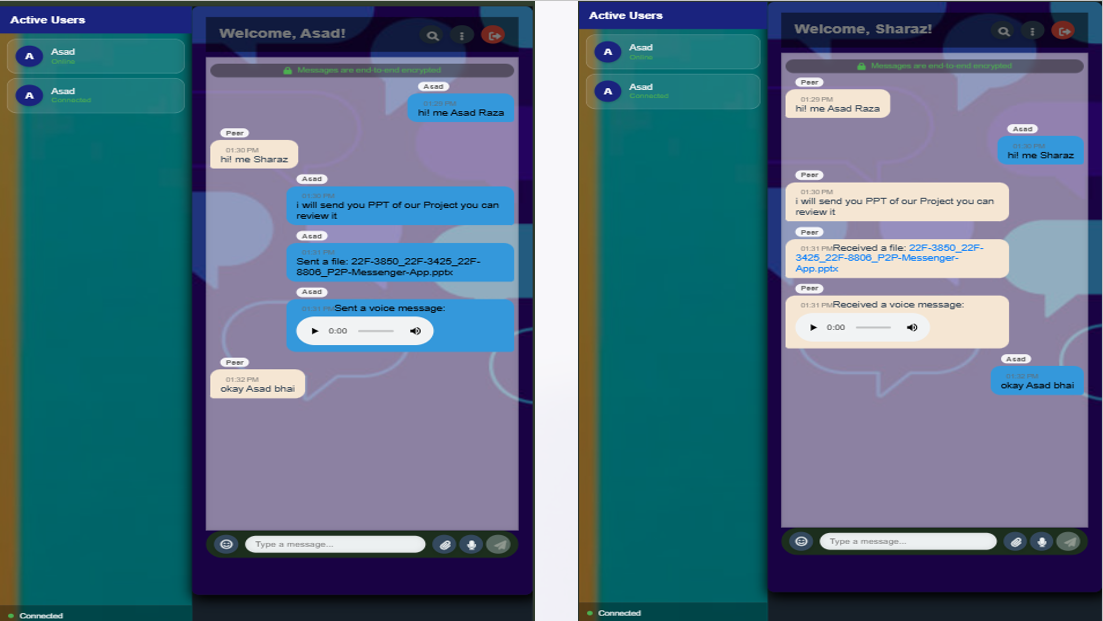 Active Users
A
Asad
Online
A
Asad
Connected
Connected
Welcome, Asad!
Messages are end-to-end encrypted
Asad
01:29 PM
hi! me Asad Raza
Peer
01:30 PM
hi! me Sharaz
Asad
01:30 PM
i will send you PPT of our Project you can
review it
Asad
01:31 PM
Sent a file: 22F-3850_22F-3425_22F-
8806_P2P-Messenger-App.pptx
Asad
01:31 PM Sent a voice message:
0:00
Peer
01:32 PM
okay Asad bhai
Type a message...
Active Users
A
Asad
Online
A
Asad
Connected
Connected
Welcome, Sharaz!
Messages are end-to-end encrypted
Peer
01:29 PM
hi! me Asad Raza
Asad
01:30 PM
hi! me Sharaz
Peer
01:30 PM
i will send you PPT of our Project you can
review it
Peer
01:31 PM Received a file: 22F-3850_22F-
3425_22F-8806_P2P-Messenger-
App.pptx
Peer
01:31 PM Received a voice message:
0:00
Asad
01:32 PM
okay Asad bhai
Type a message...